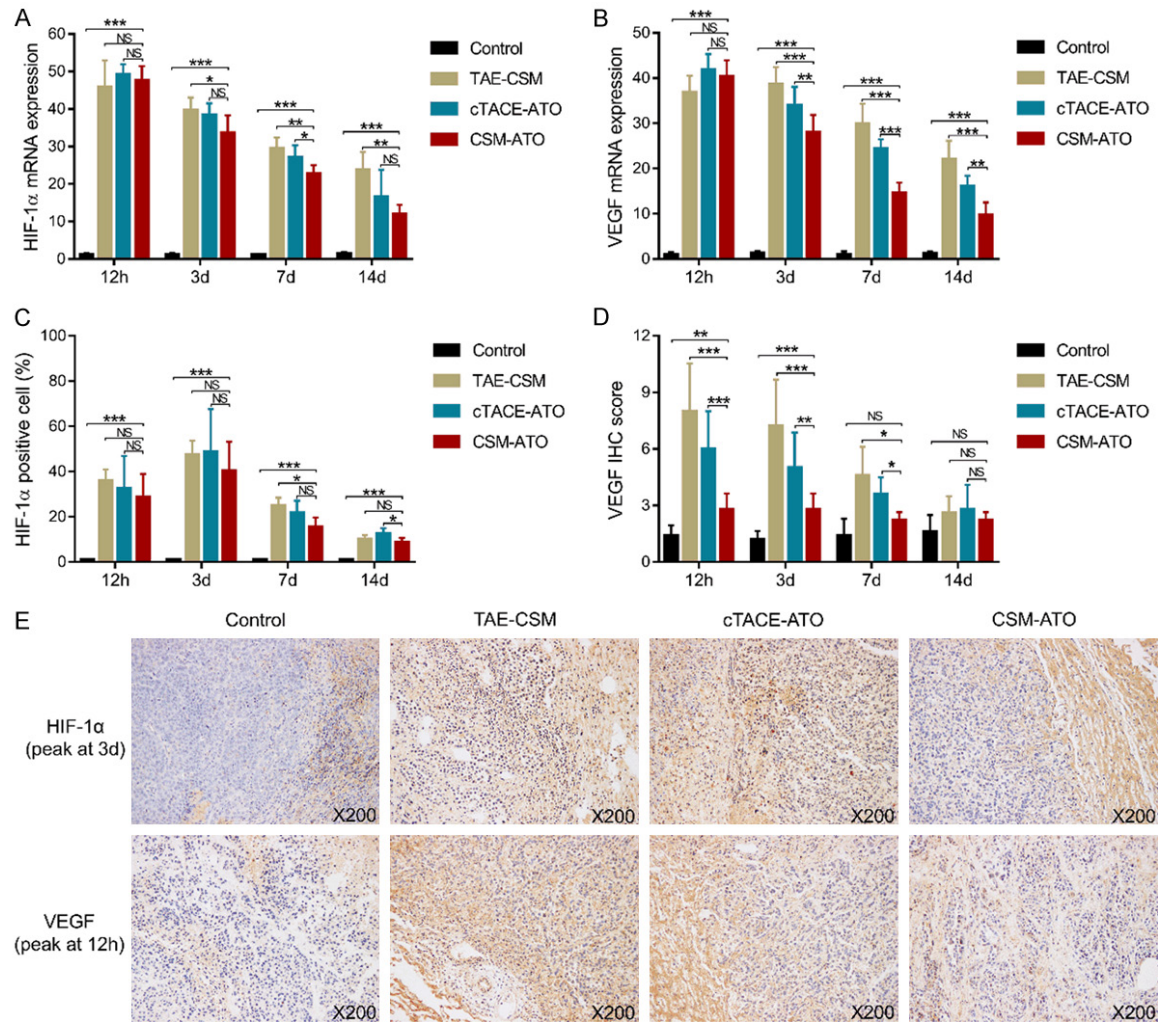 A
HIF-1α mRNA expression
60
50
40
30
20
10
0
***
NS
NS
***
*
NS
***
**
*
***
**
NS
12h
3d
7d
14d
Control
TAE-CSM
cTACE-ATO
CSM-ATO
B
VEGF mRNA expression
50
40
30
20
10
0
***
NS
NS
***
***
**
***
***
***
***
***
**
12h
3d
7d
14d
Control
TAE-CSM
cTACE-ATO
CSM-ATO
C
HIF-1α positive cell (%)
100
80
60
40
20
0
***
NS
NS
***
NS
NS
***
*
NS
***
NS
*
12h
3d
7d
14d
Control
TAE-CSM
cTACE-ATO
CSM-ATO
D
VEGF IHC score
12
9
6
3
0
**
***
***
***
***
**
NS
*
*
NS
NS
NS
12h
3d
7d
14d
Control
TAE-CSM
cTACE-ATO
CSM-ATO
E
Control
TAE-CSM
cTACE-ATO
CSM-ATO
HIF-1α
(peak at 3d)
X200
X200
X200
X200
VEGF
(peak at 12h)
X200
X200
X200
X200